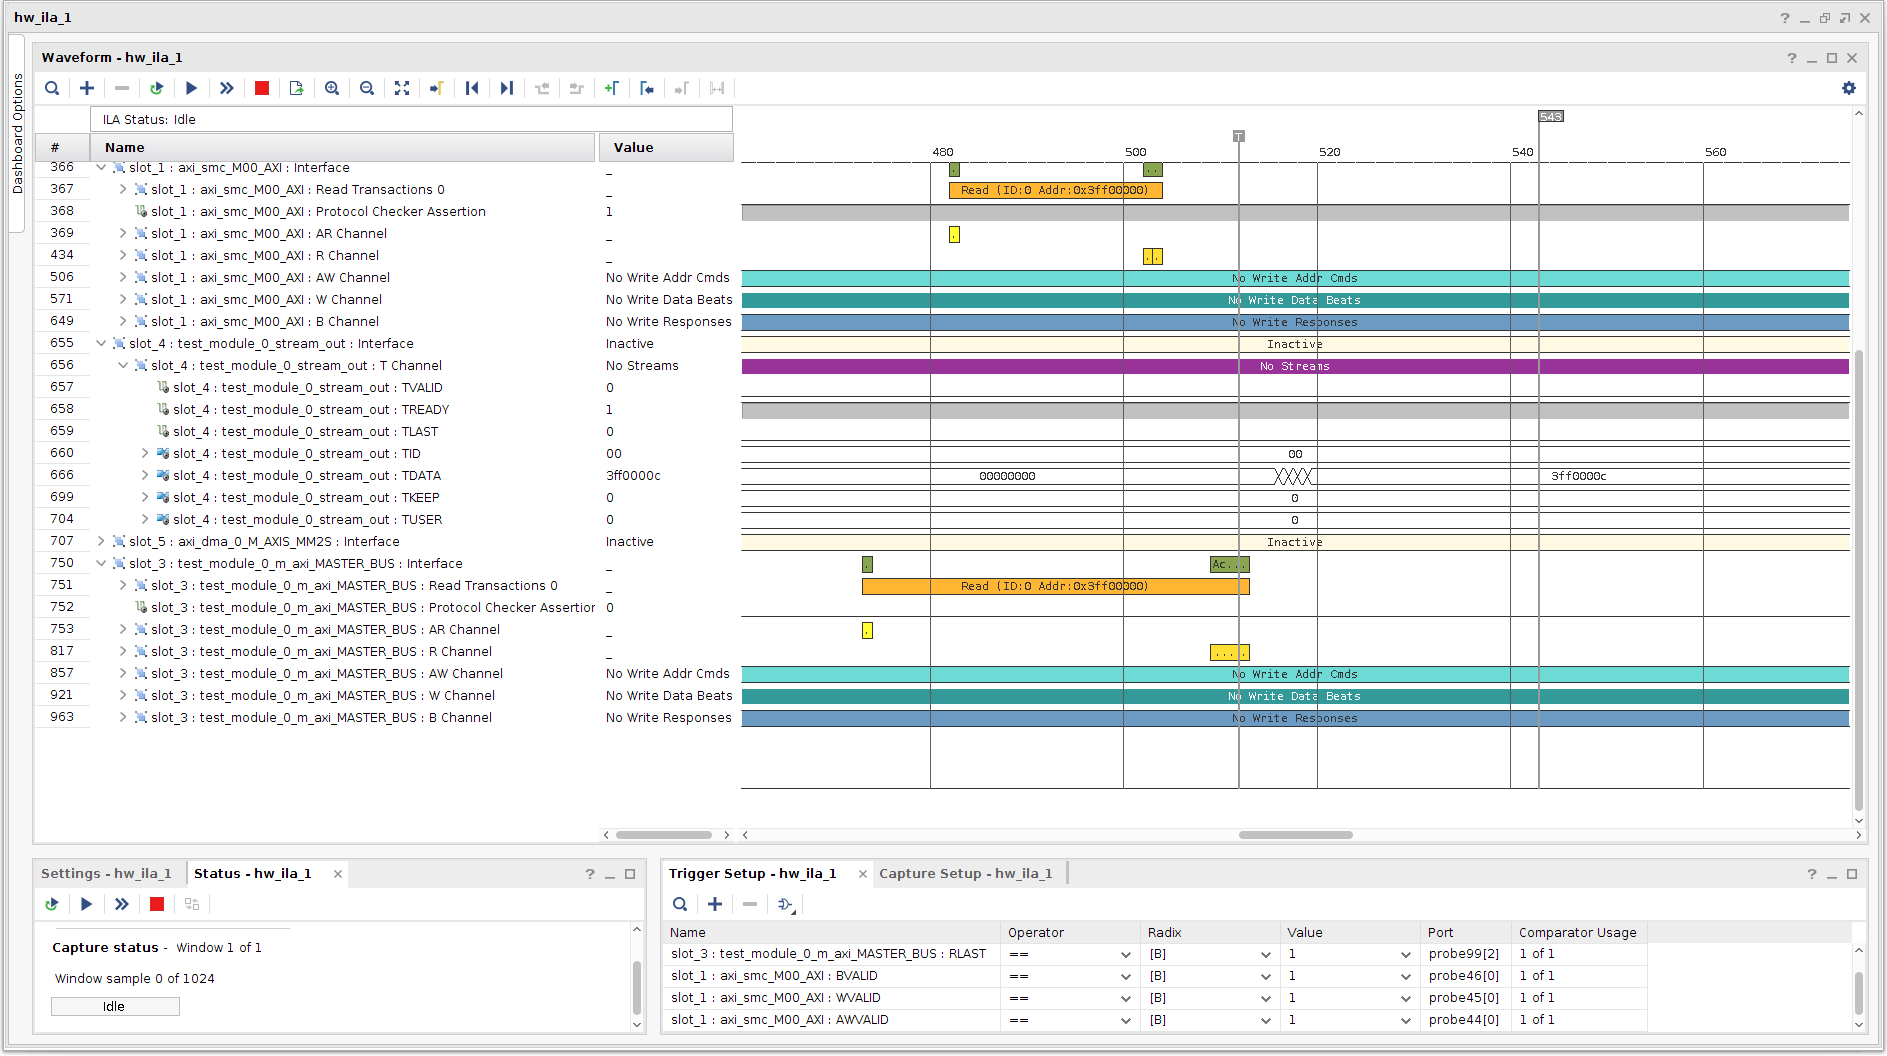 hw_ila_1
Dashboard Options
Waveform - hw_ila_1
ILA Status: Idle
# Name Value
480 500 520 540 560
T
543
366 slot_1 : axi_smc_M00_AXI : Interface _ . . .
367 slot_1 : axi_smc_M00_AXI : Read Transactions 0 _ Read (ID:0 Addr:0x3ff00000)
368 slot_1 : axi_smc_M00_AXI : Protocol Checker Assertion 1
369 slot_1 : axi_smc_M00_AXI : AR Channel _ .
434 slot_1 : axi_smc_M00_AXI : R Channel _ . .
506 slot_1 : axi_smc_M00_AXI : AW Channel No Write Addr Cmds No Write Addr Cmds
571 slot_1 : axi_smc_M00_AXI : W Channel No Write Data Beats No Write Data Beats
649 slot_1 : axi_smc_M00_AXI : B Channel No Write Responses No Write Responses
655 slot_4 : test_module_0_stream_out : Interface Inactive Inactive
656 slot_4 : test_module_0_stream_out : T Channel No Streams No Streams
657 slot_4 : test_module_0_stream_out : TVALID 0
658 slot_4 : test_module_0_stream_out : TREADY 1
659 slot_4 : test_module_0_stream_out : TLAST 0
660 slot_4 : test_module_0_stream_out : TID 00 00
666 slot_4 : test_module_0_stream_out : TDATA 3ff0000c 00000000 3ff0000c
699 slot_4 : test_module_0_stream_out : TKEEP 0 0
704 slot_4 : test_module_0_stream_out : TUSER 0 0
707 slot_5 : axi_dma_0_M_AXIS_MM2S : Interface Inactive Inactive
750 slot_3 : test_module_0_m_axi_MASTER_BUS : Interface _ . Ac...
751 slot_3 : test_module_0_m_axi_MASTER_BUS : Read Transactions 0 _ Read (ID:0 Addr:0x3ff00000)
752 slot_3 : test_module_0_m_axi_MASTER_BUS : Protocol Checker Assertior 0
753 slot_3 : test_module_0_m_axi_MASTER_BUS : AR Channel _ .
817 slot_3 : test_module_0_m_axi_MASTER_BUS : R Channel _ ... .
857 slot_3 : test_module_0_m_axi_MASTER_BUS : AW Channel No Write Addr Cmds No Write Addr Cmds
921 slot_3 : test_module_0_m_axi_MASTER_BUS : W Channel No Write Data Beats No Write Data Beats
963 slot_3 : test_module_0_m_axi_MASTER_BUS : B Channel No Write Responses No Write Responses
Settings - hw_ila_1 Status - hw_ila_1
Capture status - Window 1 of 1
Window sample 0 of 1024
Idle
Trigger Setup - hw_ila_1 Capture Setup - hw_ila_1
Name Operator Radix Value Port Comparator Usage
slot_3 : test_module_0_m_axi_MASTER_BUS : RLAST == [B] 1 probe99[2] 1 of 1
slot_1 : axi_smc_M00_AXI : BVALID == [B] 1 probe46[0] 1 of 1
slot_1 : axi_smc_M00_AXI : WVALID == [B] 1 probe45[0] 1 of 1
slot_1 : axi_smc_M00_AXI : AWVALID == [B] 1 probe44[0] 1 of 1